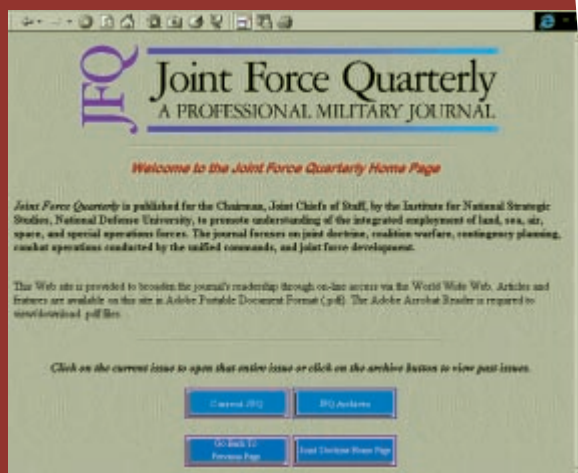 JFQ
Joint Force Quarterly
A PROFESSIONAL MILITARY JOURNAL
Welcome to the Joint Force Quarterly Home Page
Joint Force Quarterly is published for the Chairman, Joint Chiefs of Staff, by the Institute for National Strategic
Studies, National Defense University, to promote understanding of the integrated employment of land, sea, air,
space, and special operations forces. The journal focuses on joint doctrine, coalition warfare, contingency planning,
combat operations conducted by the unified commands, and joint force development.
This Web site is provided to broaden the journal's readership through on-line access via the World Wide Web. Articles and
features are available on this site in Adobe Portable Document Format (.pdf). The Adobe Acrobat Reader is required to
view/download .pdf files.
Click on the current issue to open that entire issue or click on the archive button to view past issues.
Current JFQ
JFQ Archives
Go Back To
Previous Page
Joint Doctrine Home Page